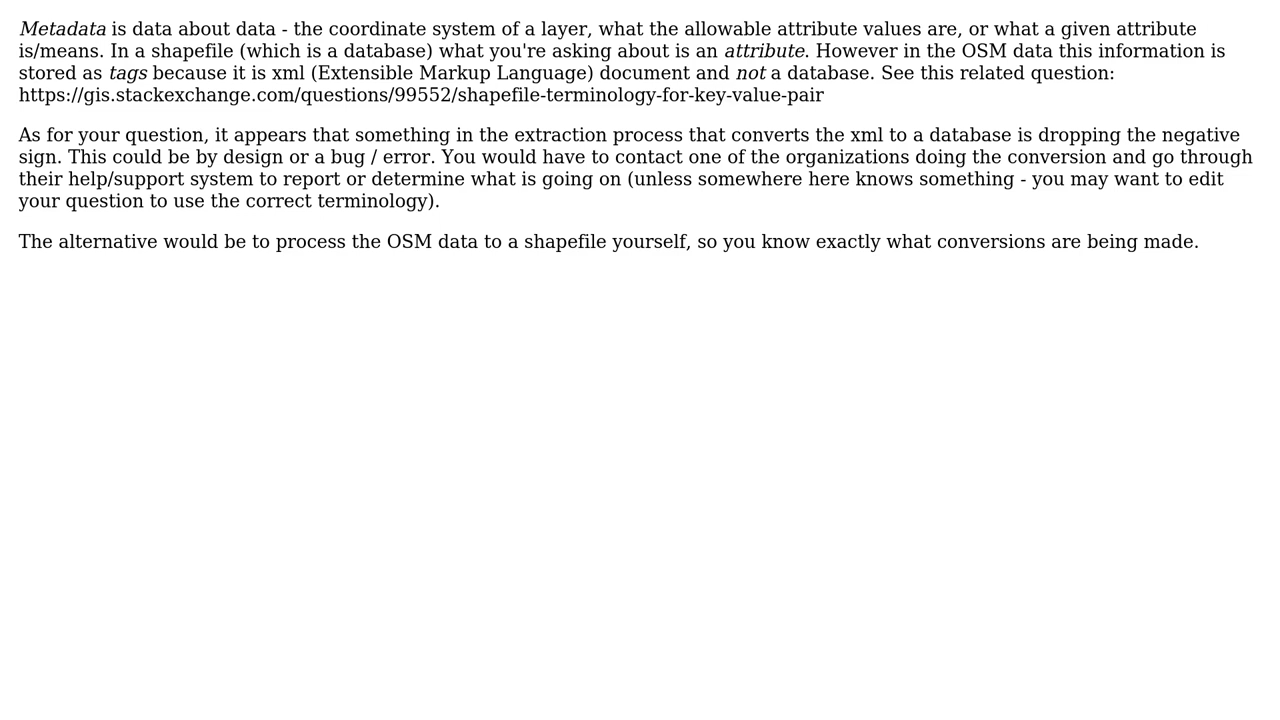 Metadata is data about data - the coordinate system of a layer, what the allowable attribute values are, or what a given attribute
is/means. In a shapefile (which is a database) what you're asking about is an attribute. However in the OSM data this information is
stored as tags because it is xml (Extensible Markup Language) document and not a database. See this related question:
https://gis.stackexchange.com/questions/99552/shapefile-terminology-for-key-value-pair
As for your question, it appears that something in the extraction process that converts the xml to a database is dropping the negative
sign. This could be by design or a bug / error. You would have to contact one of the organizations doing the conversion and go through
their help/support system to report or determine what is going on (unless somewhere here knows something - you may want to edit
your question to use the correct terminology).
The alternative would be to process the OSM data to a shapefile yourself, so you know exactly what conversions are being made.